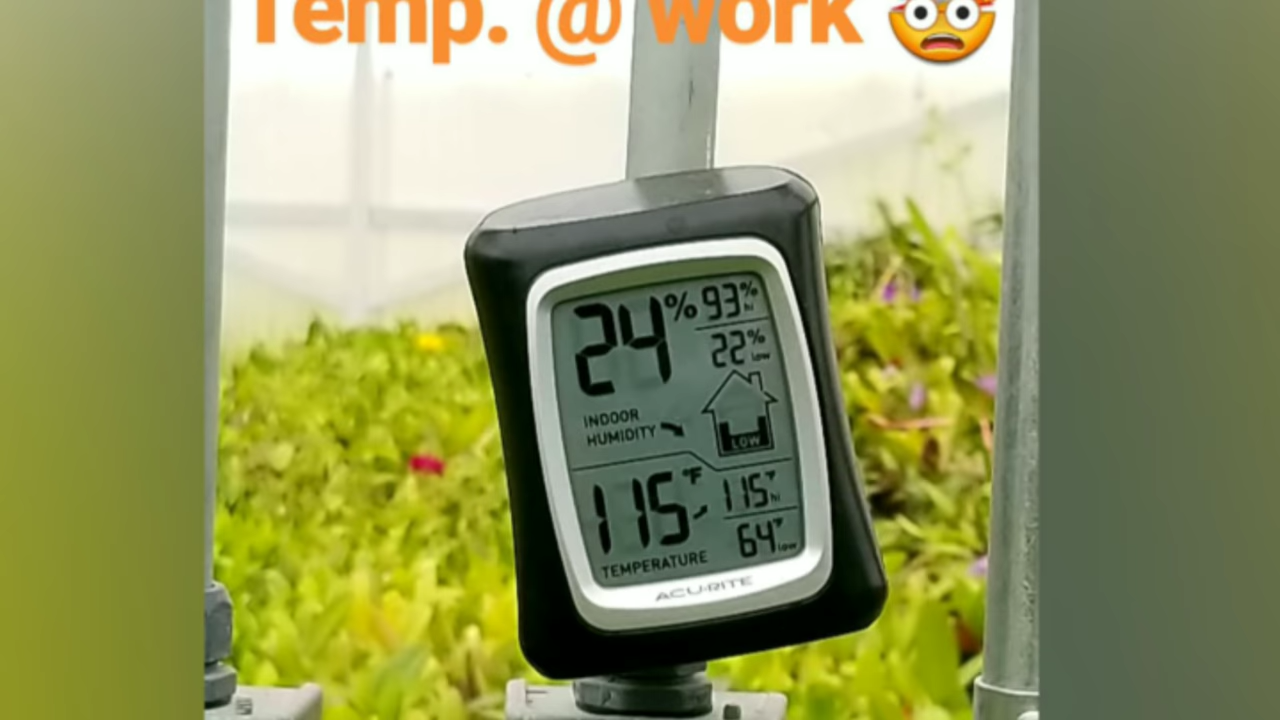 Temp. @ Work 🤯
24% 93% hi
22% low
INDOOR
HUMIDITY
LOW
115°F 115°F hi
64°F low
TEMPERATURE
ACU·RITE